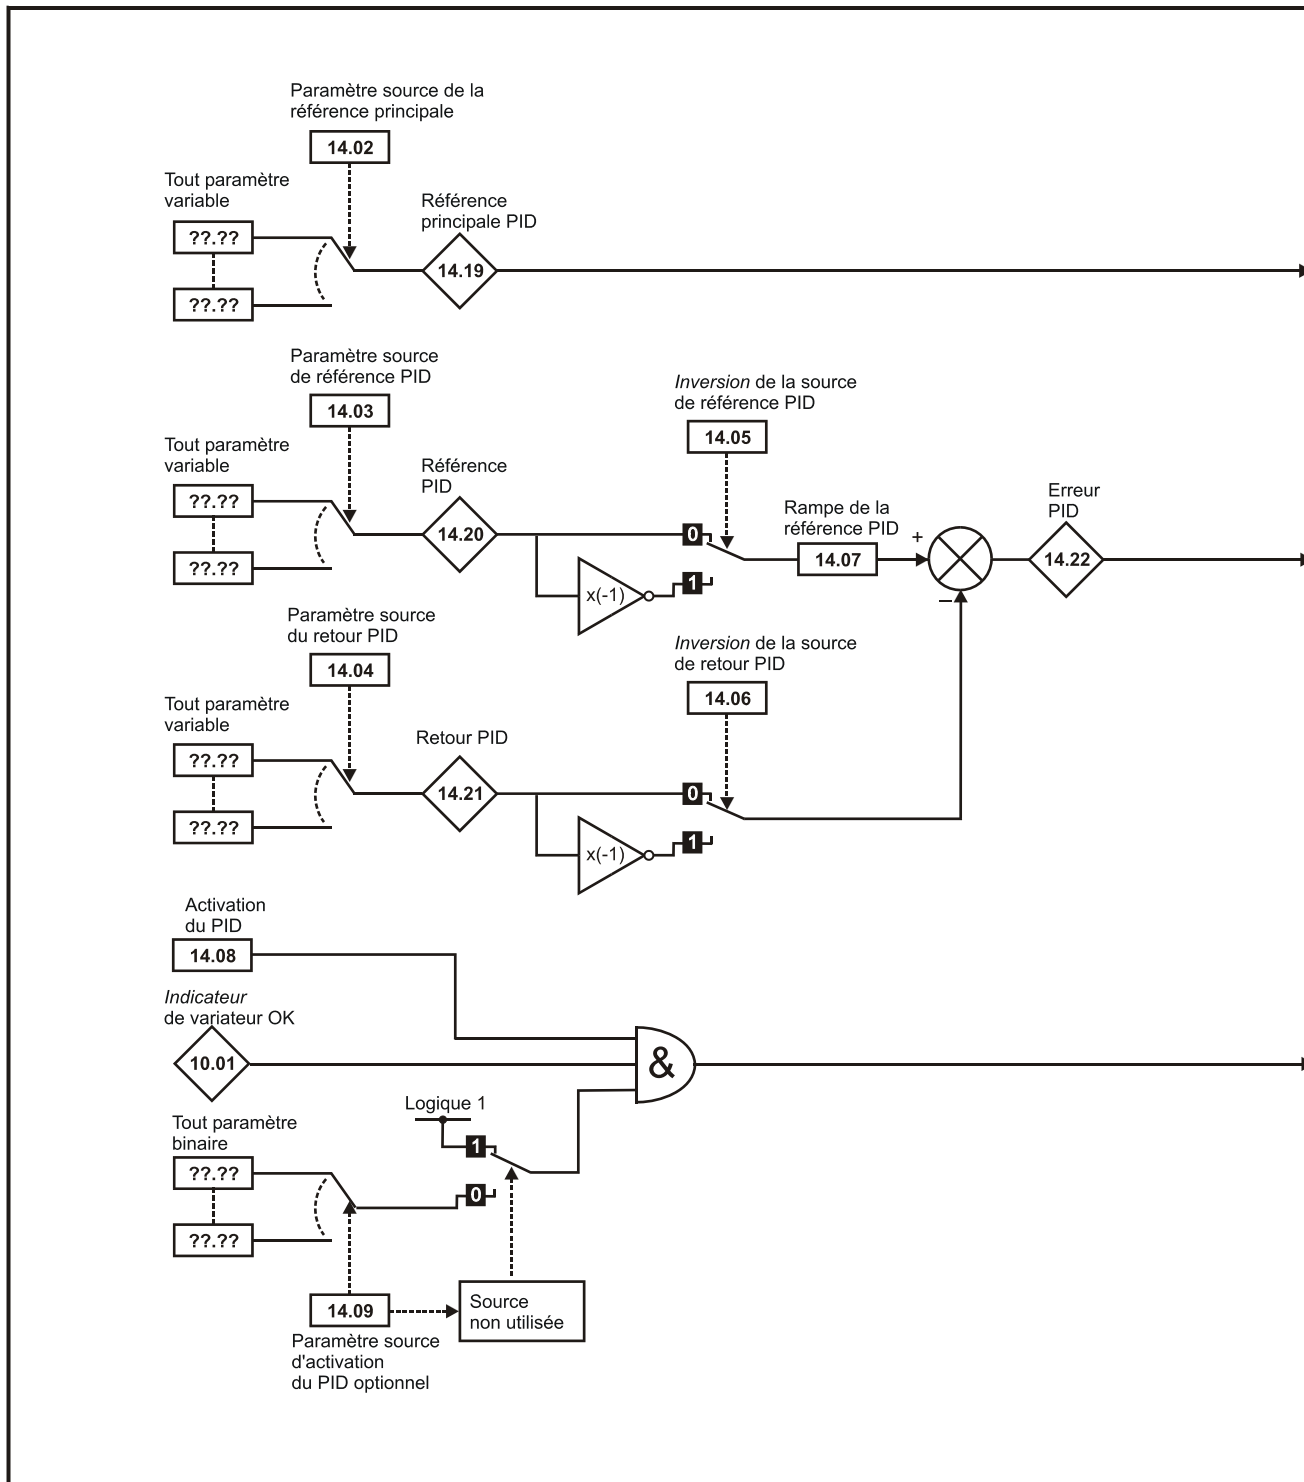 Paramètre source de la
référence principale
14.02
Tout paramètre
variable
??.??
??.??
Référence
principale PID
14.19
Paramètre source
de référence PID
14.03
Tout paramètre
variable
??.??
??.??
Référence
PID
14.20
x(-1)
0
1
Inversion de la source
de référence PID
14.05
Rampe de la
référence PID
14.07
+
–
Erreur
PID
14.22
Paramètre source
du retour PID
14.04
Tout paramètre
variable
??.??
??.??
Retour PID
14.21
x(-1)
0
1
Inversion de la source
de retour PID
14.06
Activation
du PID
14.08
Indicateur
de variateur OK
10.01
&
Logique 1
1
0
Tout paramètre
binaire
??.??
??.??
14.09
Paramètre source
d'activation
du PID optionnel
Source
non utilisée